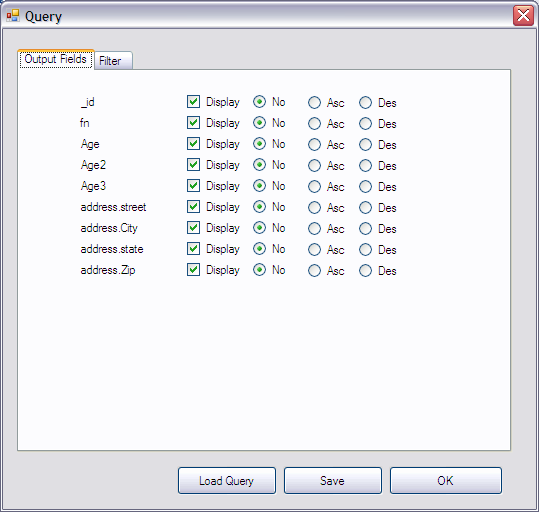 Query
Output Fields Filter
_id Display No Asc Des
fn Display No Asc Des
Age Display No Asc Des
Age2 Display No Asc Des
Age3 Display No Asc Des
address.street Display No Asc Des
address.City Display No Asc Des
address.state Display No Asc Des
address.Zip Display No Asc Des
Load Query Save OK